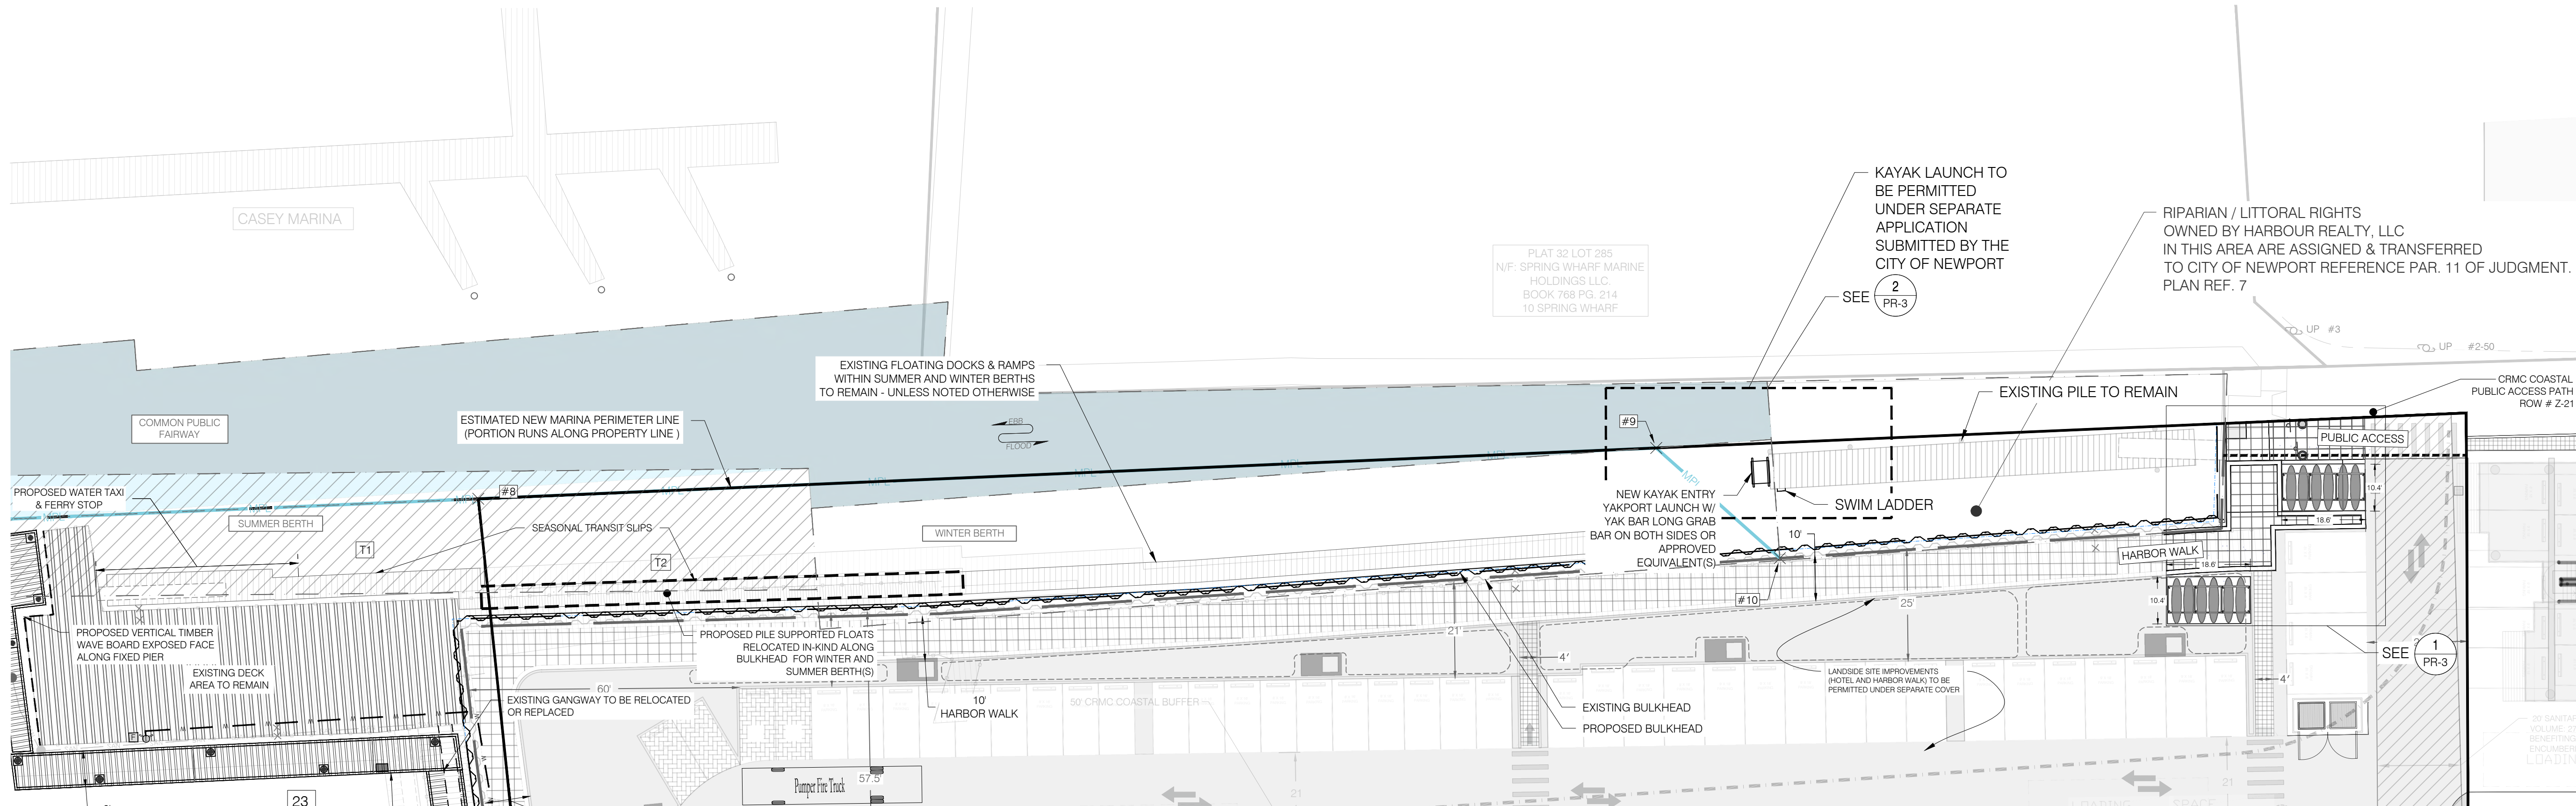 CASEY MARINA
KAYAK LAUNCH TO
BE PERMITTED
UNDER SEPARATE
APPLICATION
SUBMITTED BY THE
CITY OF NEWPORT
SEE
2
PR-3
RIPARIAN / LITTORAL RIGHTS
OWNED BY HARBOUR REALTY, LLC
IN THIS AREA ARE ASSIGNED & TRANSFERRED
TO CITY OF NEWPORT REFERENCE PAR. 11 OF JUDGMENT.
PLAN REF. 7
PLAT 32 LOT 285
N/F: SPRING WHARF MARINE
HOLDINGS LLC.
BOOK 768 PG. 214
10 SPRING WHARF
UP #3
UP #2-50
EXISTING FLOATING DOCKS & RAMPS
WITHIN SUMMER AND WINTER BERTHS
TO REMAIN - UNLESS NOTED OTHERWISE
EXISTING PILE TO REMAIN
CRMC COASTAL
PUBLIC ACCESS PATH
ROW # Z-21
COMMON PUBLIC
FAIRWAY
ESTIMATED NEW MARINA PERIMETER LINE
(PORTION RUNS ALONG PROPERTY LINE )
EBB
FLOOD
#9
PUBLIC ACCESS
MPL
MPL
MPL
MPL
MPL
MPL
MPL
MPL
MPL
PROPOSED WATER TAXI
& FERRY STOP
#8
SUMMER BERTH
SEASONAL TRANSIT SLIPS
WINTER BERTH
T1
T2
NEW KAYAK ENTRY
YAKPORT LAUNCH W/
YAK BAR LONG GRAB
BAR ON BOTH SIDES OR
APPROVED
EQUIVALENT(S)
SWIM LADDER
10'
10.4'
18.6'
HARBOR WALK
18.6'
10.4'
#10
25'
21'
4'
PROPOSED VERTICAL TIMBER
WAVE BOARD EXPOSED FACE
ALONG FIXED PIER
EXISTING DECK
AREA TO REMAIN
PROPOSED PILE SUPPORTED FLOATS
RELOCATED IN-KIND ALONG
BULKHEAD FOR WINTER AND
SUMMER BERTH(S)
60'
EXISTING GANGWAY TO BE RELOCATED
OR REPLACED
10'
HARBOR WALK
50' CRMC COASTAL BUFFER
EXISTING BULKHEAD
PROPOSED BULKHEAD
LANDSIDE SITE IMPROVEMENTS
(HOTEL AND HARBOR WALK) TO BE
PERMITTED UNDER SEPARATE COVER
SEE
1
PR-3
4'
Pumper Fire Truck
57.5'
21
21
23
LOADING SPACE